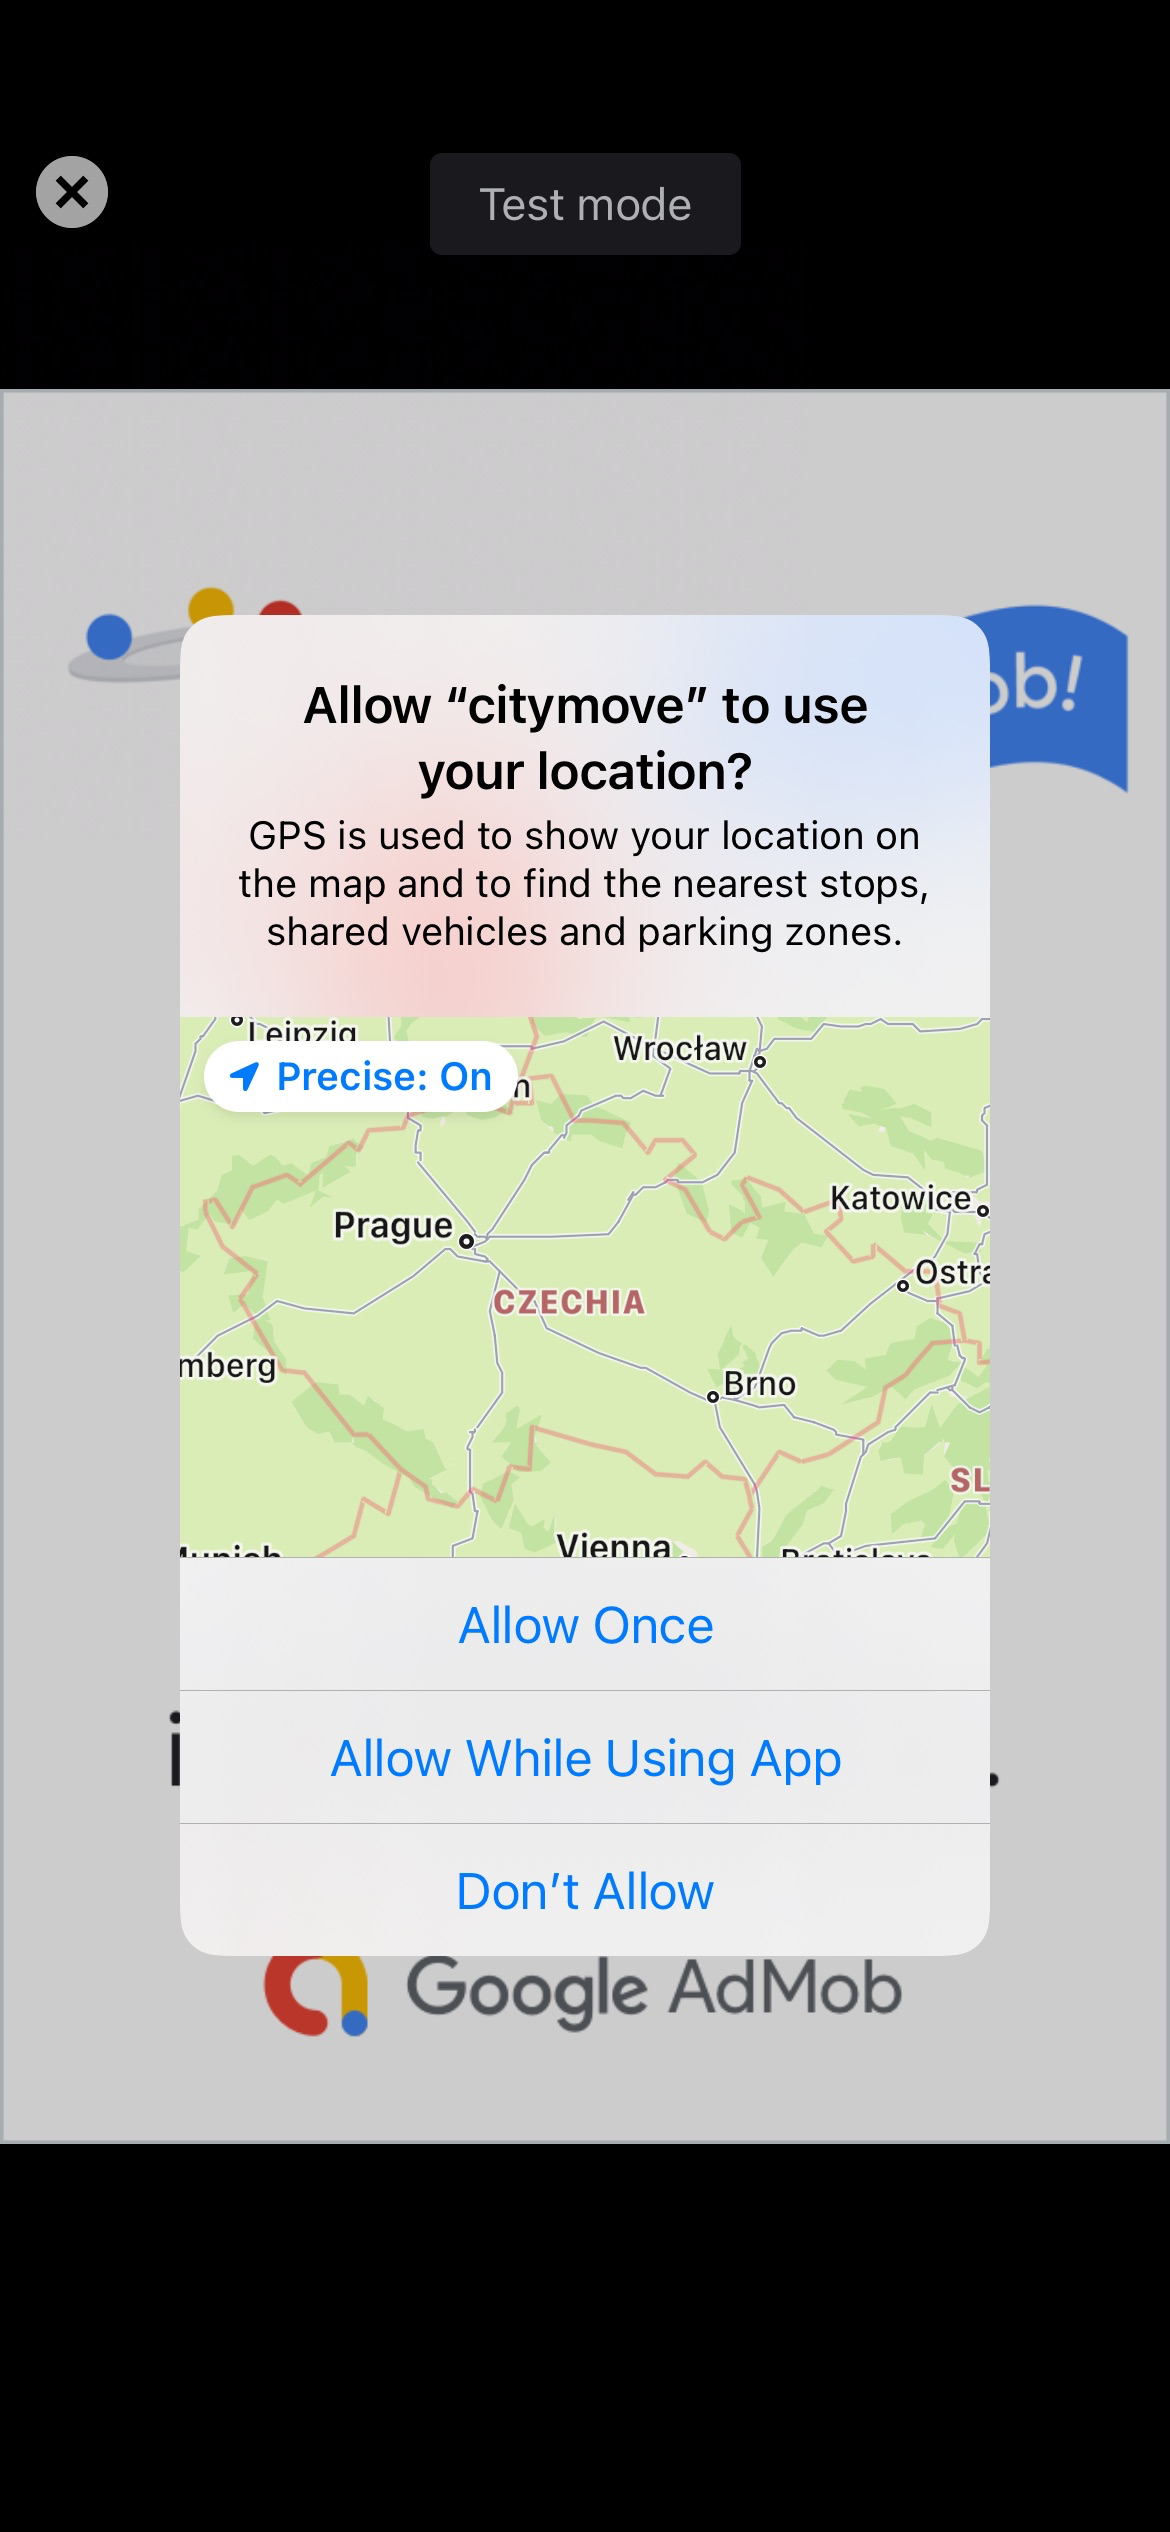 Test mode
ob!
Allow “citymove” to use
your location?
GPS is used to show your location on
the map and to find the nearest stops,
shared vehicles and parking zones.
Leipzig
Precise: On
Wrocław
Katowice
Prague
Ostra
CZECHIA
mberg
Brno
SL
Vienna
Munich
Bratislava
Allow Once
Allow While Using App
Don’t Allow
Google AdMob